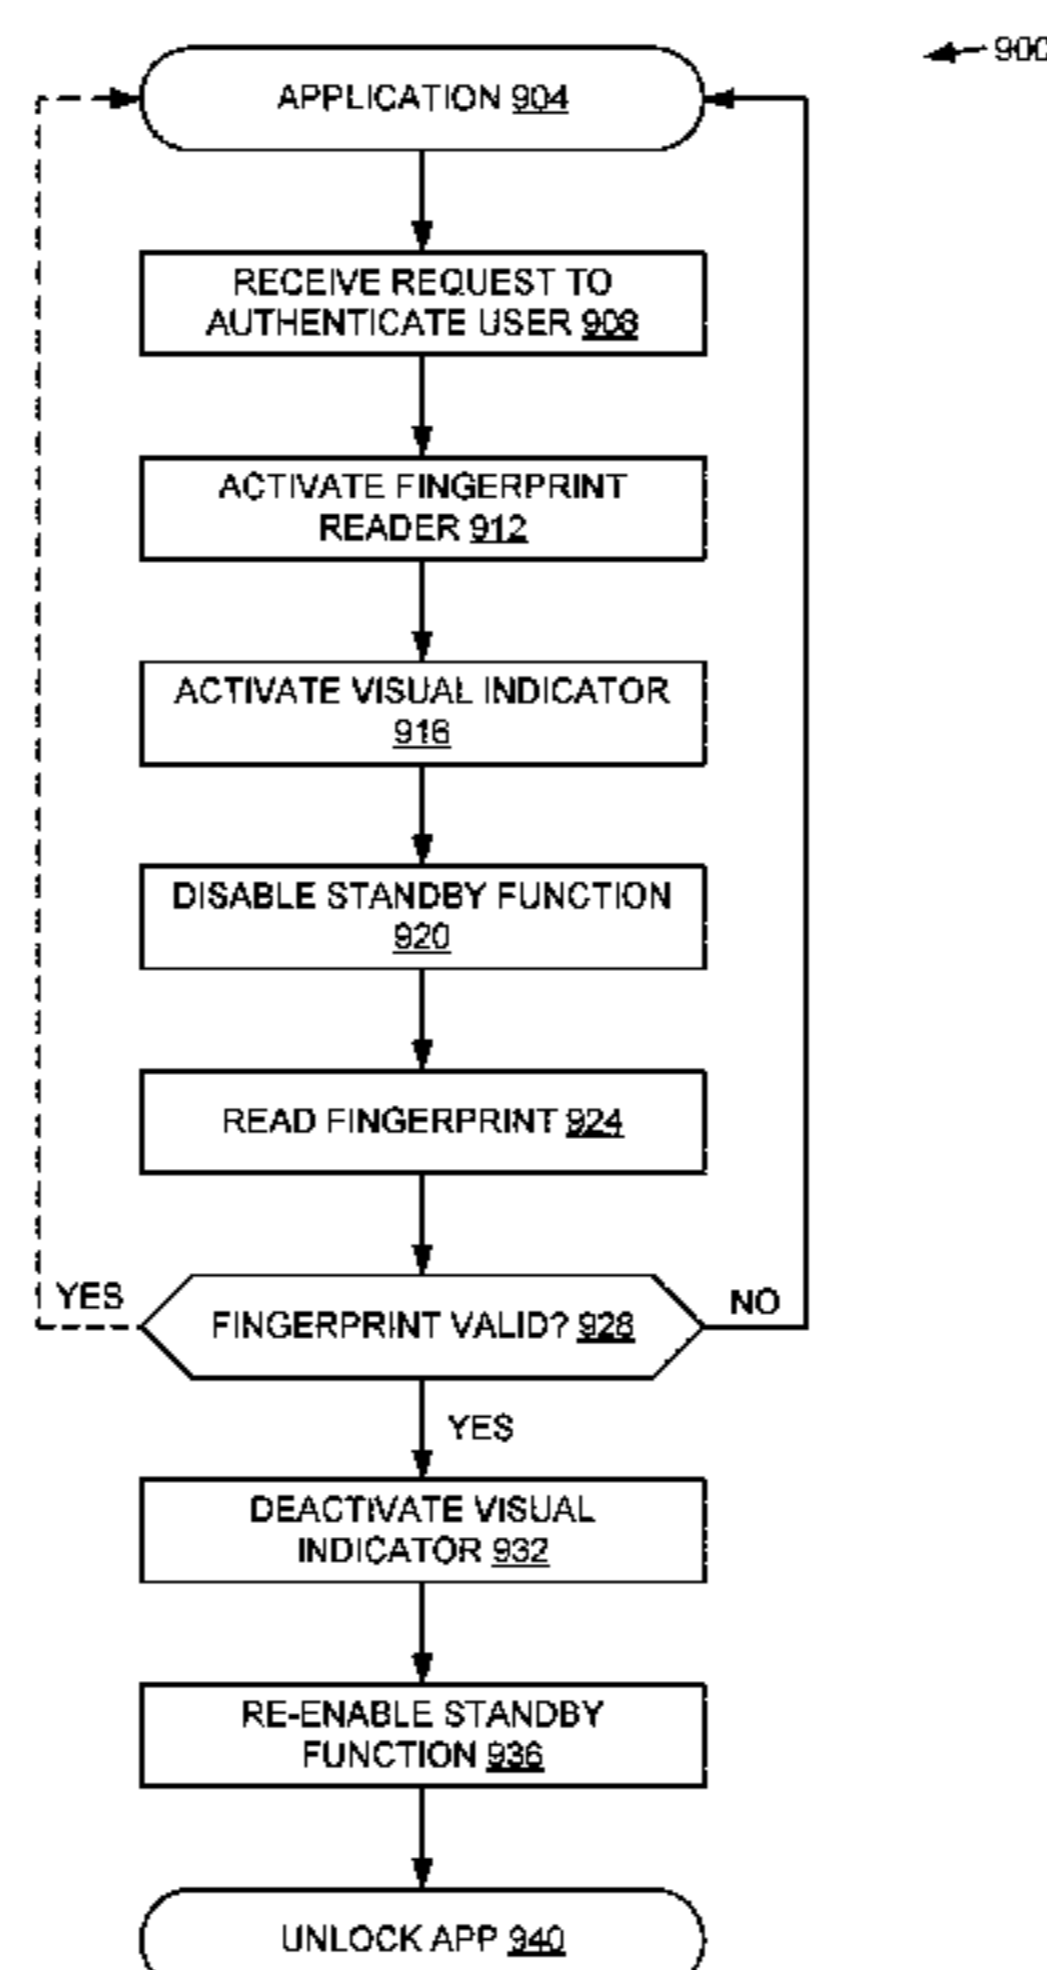 900
APPLICATION 904
RECEIVE REQUEST TO
AUTHENTICATE USER 908
ACTIVATE FINGERPRINT
READER 912
ACTIVATE VISUAL INDICATOR
916
DISABLE STANDBY FUNCTION
920
READ FINGERPRINT 924
YES
FINGERPRINT VALID? 928
NO
YES
DEACTIVATE VISUAL
INDICATOR 932
RE-ENABLE STANDBY
FUNCTION 936
UNLOCK APP 940